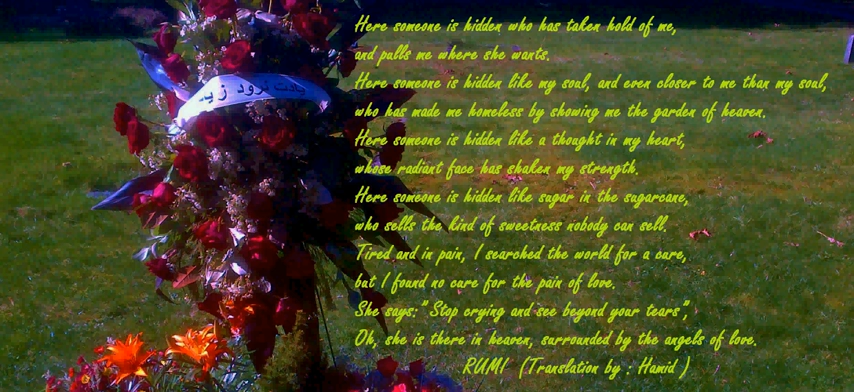 یادت نرود ز یـ
Here someone is hidden who has taken hold of me,
and pulls me where she wants.
Here someone is hidden like my soul, and even closer to me than my soul,
who has made me homeless by showing me the garden of heaven.
Here someone is hidden like a thought in my heart,
whose radiant face has shaken my strength.
Here someone is hidden like sugar in the sugarcane,
who sells the kind of sweetness nobody can sell.
Tired and in pain, I searched the world for a cure,
but I found no cure for the pain of love.
She says:" Stop crying and see beyond your tears",
Oh, she is there in heaven, surrounded by the angels of love.
RUMI (Translation by : Hamid )